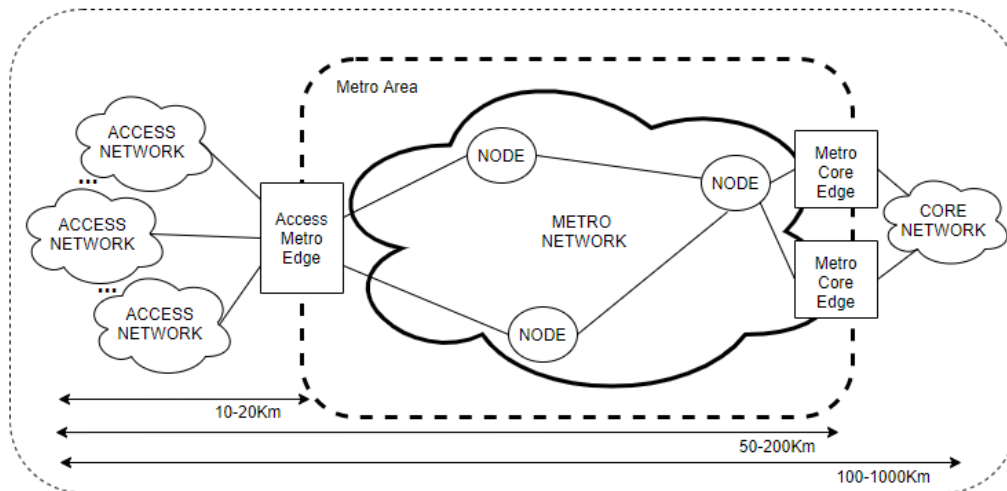 Metro Area
ACCESS
NETWORK
...
ACCESS
NETWORK
...
ACCESS
NETWORK
Access
Metro
Edge
NODE
NODE
METRO
NETWORK
NODE
Metro
Core
Edge
Metro
Core
Edge
CORE
NETWORK
10-20Km
50-200Km
100-1000Km